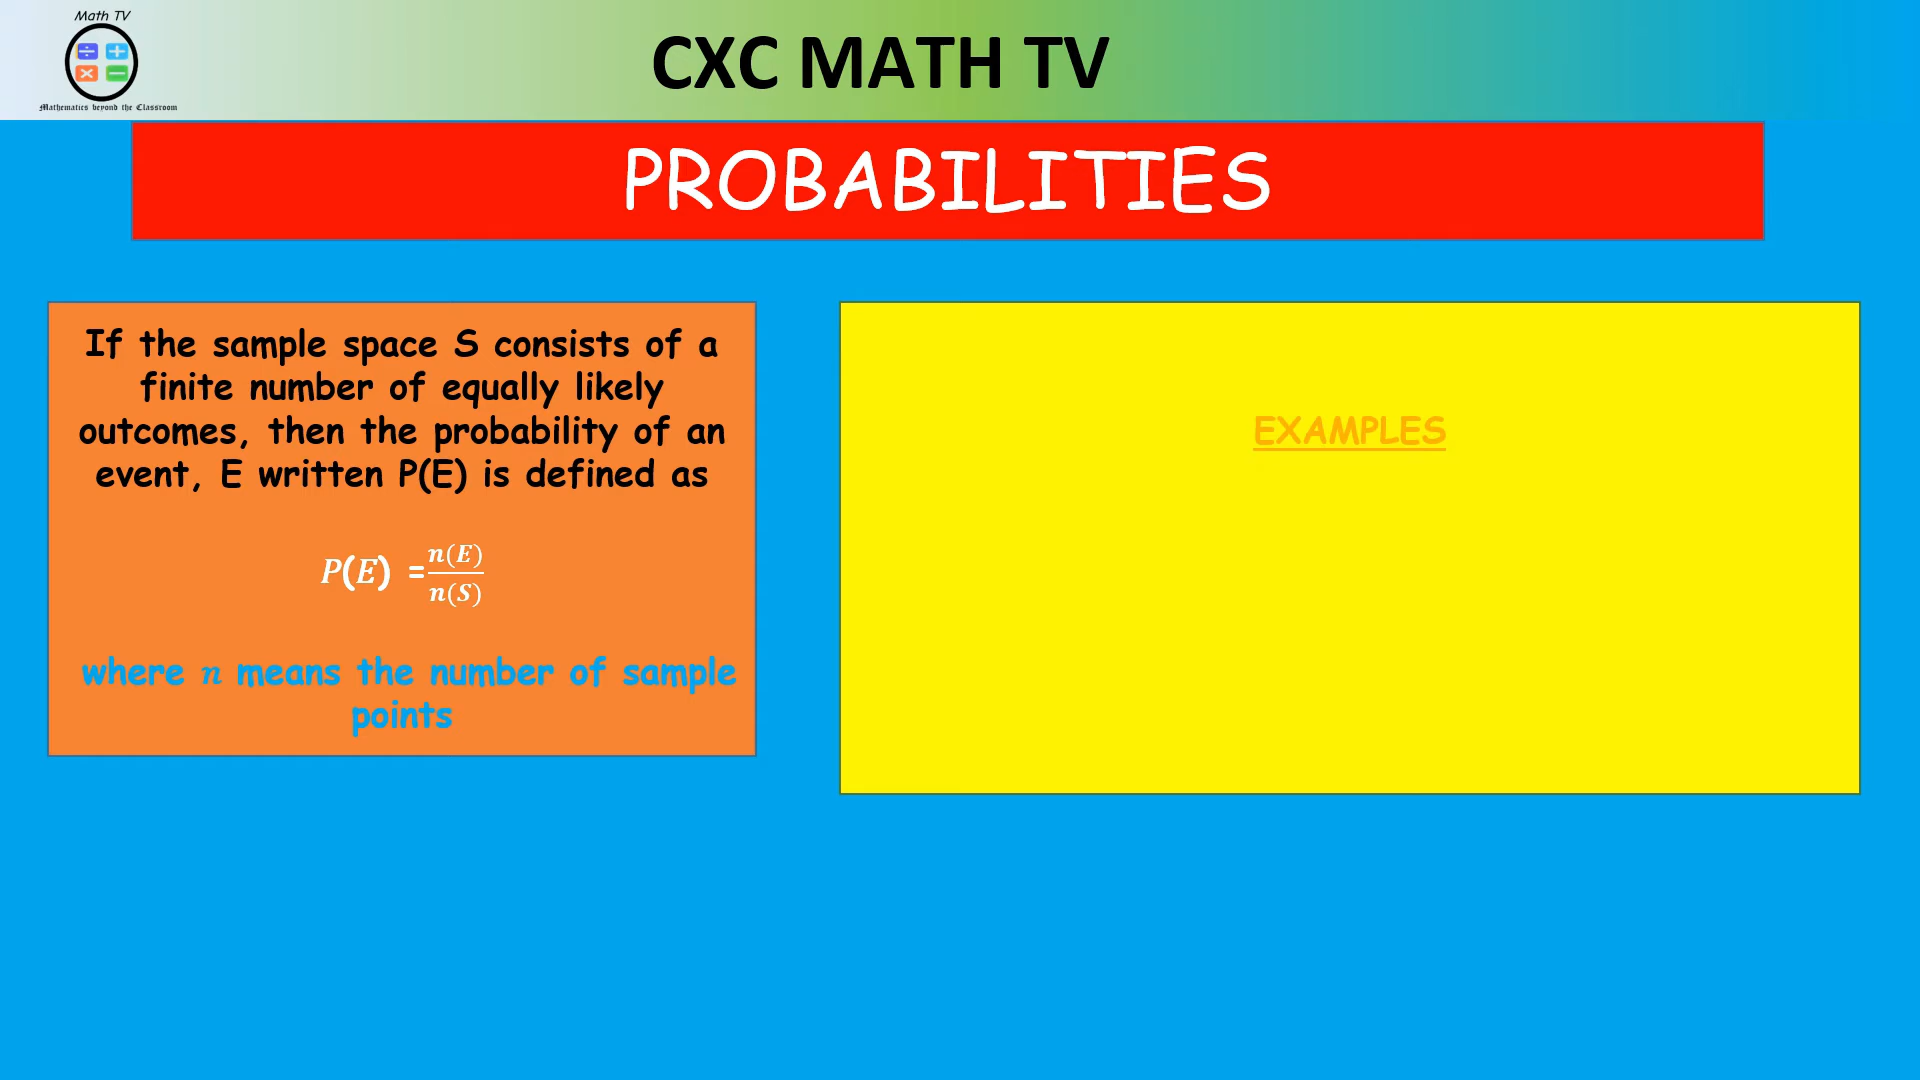 Math TV
Mathematics beyond the Classroom
CXC MATH TV
PROBABILITIES
If the sample space S consists of a
finite number of equally likely
outcomes, then the probability of an
event, E written P(E) is defined as
P(E) = n(E)/n(S)
where n means the number of sample
points
EXAMPLES